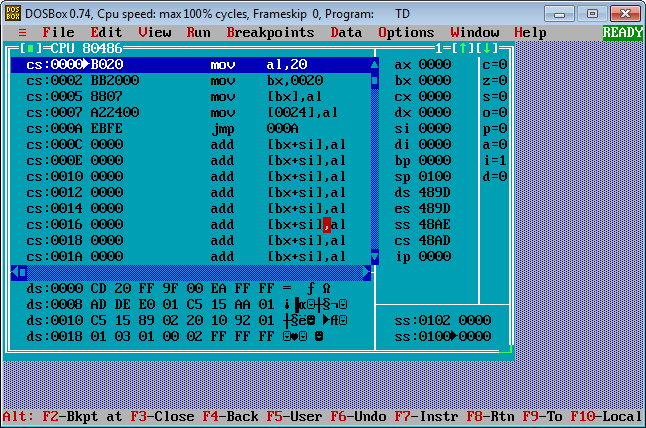 DOSBox 0.74, Cpu speed: max 100% cycles, Frameskip 0, Program: TD
≡ File Edit View Run Breakpoints Data Options Window Help READY
[■]=CPU 80486 1=[↑][↓]
cs:0000►B020 mov al,20 ax 0000 c=0
cs:0002 BB2000 mov bx,0020 bx 0000 z=0
cs:0005 8807 mov [bx],al cx 0000 s=0
cs:0007 A22400 mov [0024],al dx 0000 o=0
cs:000A EBFE jmp 000A si 0000 p=0
cs:000C 0000 add [bx+si],al di 0000 a=0
cs:000E 0000 add [bx+si],al bp 0000 i=1
cs:0010 0000 add [bx+si],al sp 0100 d=0
cs:0012 0000 add [bx+si],al ds 489D
cs:0014 0000 add [bx+si],al es 489D
cs:0016 0000 add [bx+si],al ss 48AE
cs:0018 0000 add [bx+si],al cs 48AD
cs:001A 0000 add [bx+si],al ip 0000
ds:0000 CD 20 FF 9F 00 EA FF FF = ƒ Ω
ds:0008 AD DE E0 01 C5 15 AA 01
ds:0010 C5 15 89 02 20 10 92 01 ss:0102 0000
ds:0018 01 03 01 00 02 FF FF FF ss:0100►0000
Alt: F2-Bkpt at F3-Close F4-Back F5-User F6-Undo F7-Instr F8-Rtn F9-To F10-Local